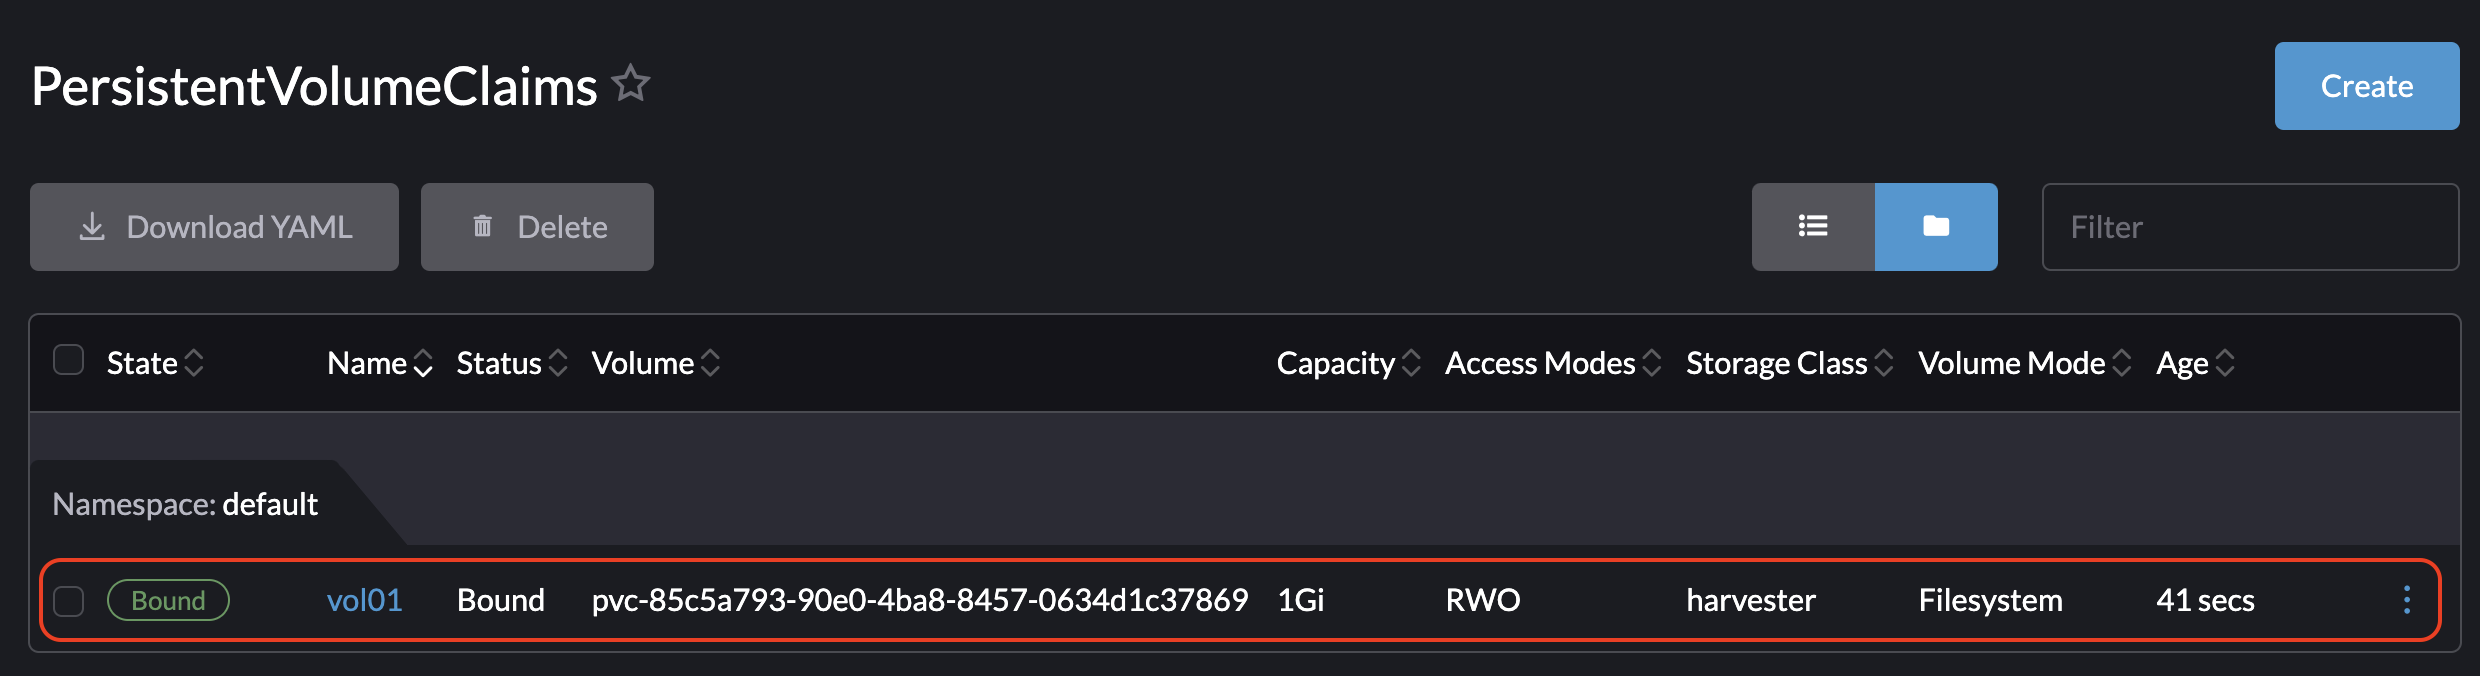 PersistentVolumeClaims
Create
Download YAML Delete Filter
State Name Status Volume Capacity Access Modes Storage Class Volume Mode Age
Namespace: default
Bound vol01 Bound pvc-85c5a793-90e0-4ba8-8457-0634d1c37869 1Gi RWO harvester Filesystem 41 secs